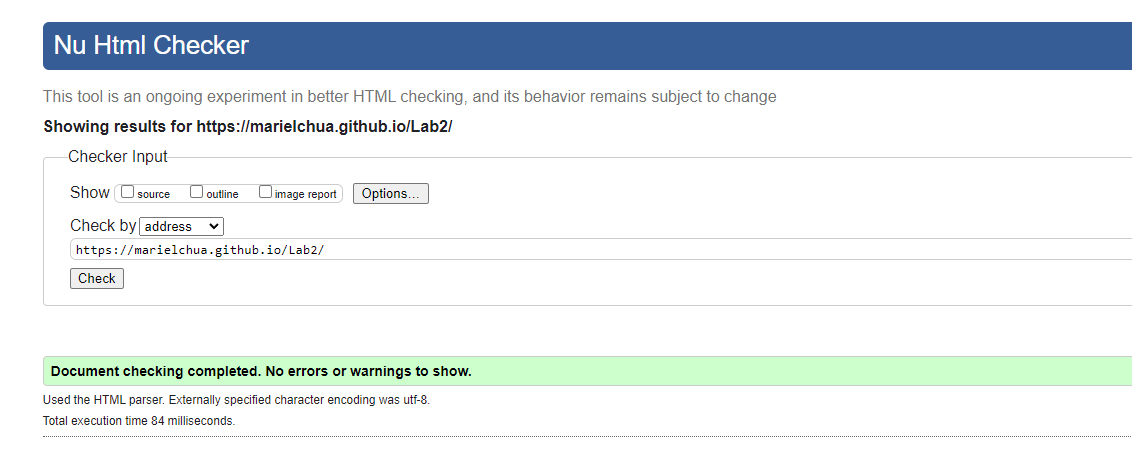 Nu Html Checker
This tool is an ongoing experiment in better HTML checking, and its behavior remains subject to change
Showing results for https://marielchua.github.io/Lab2/
Checker Input
Show source outline image report Options...
Check by address
https://marielchua.github.io/Lab2/
Check
Document checking completed. No errors or warnings to show.
Used the HTML parser. Externally specified character encoding was utf-8.
Total execution time 84 milliseconds.